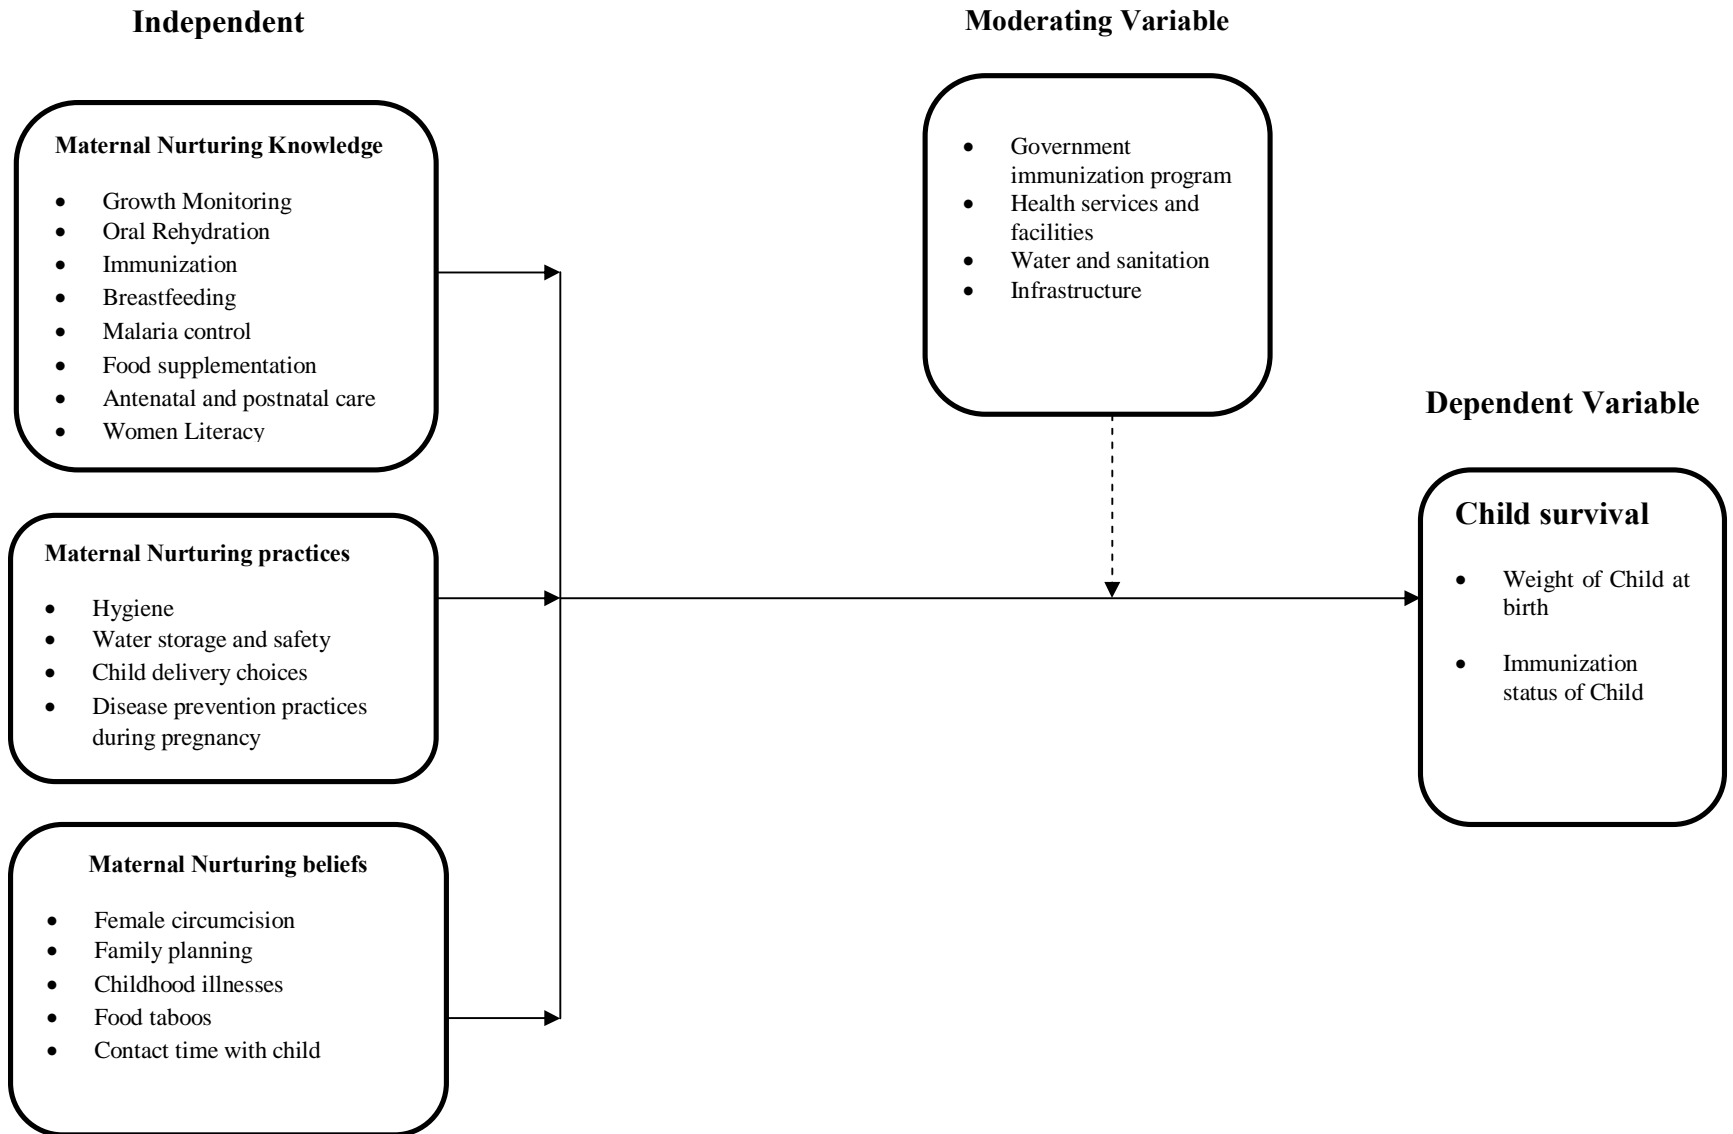 Independent
Maternal Nurturing Knowledge
• Growth Monitoring
• Oral Rehydration
• Immunization
• Breastfeeding
• Malaria control
• Food supplementation
• Antenatal and postnatal care
• Women Literacy
Maternal Nurturing practices
• Hygiene
• Water storage and safety
• Child delivery choices
• Disease prevention practices
during pregnancy
Maternal Nurturing beliefs
• Female circumcision
• Family planning
• Childhood illnesses
• Food taboos
• Contact time with child
Moderating Variable
• Government
immunization program
• Health services and
facilities
• Water and sanitation
• Infrastructure
Dependent Variable
Child survival
• Weight of Child at
birth
• Immunization
status of Child